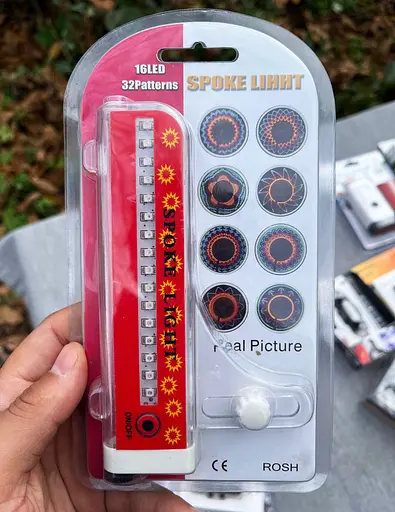 16LED
32Patterns
SPOKE LIHHT
SPOKE LIGHT
ON/OFF
Real Picture
CE
ROSH